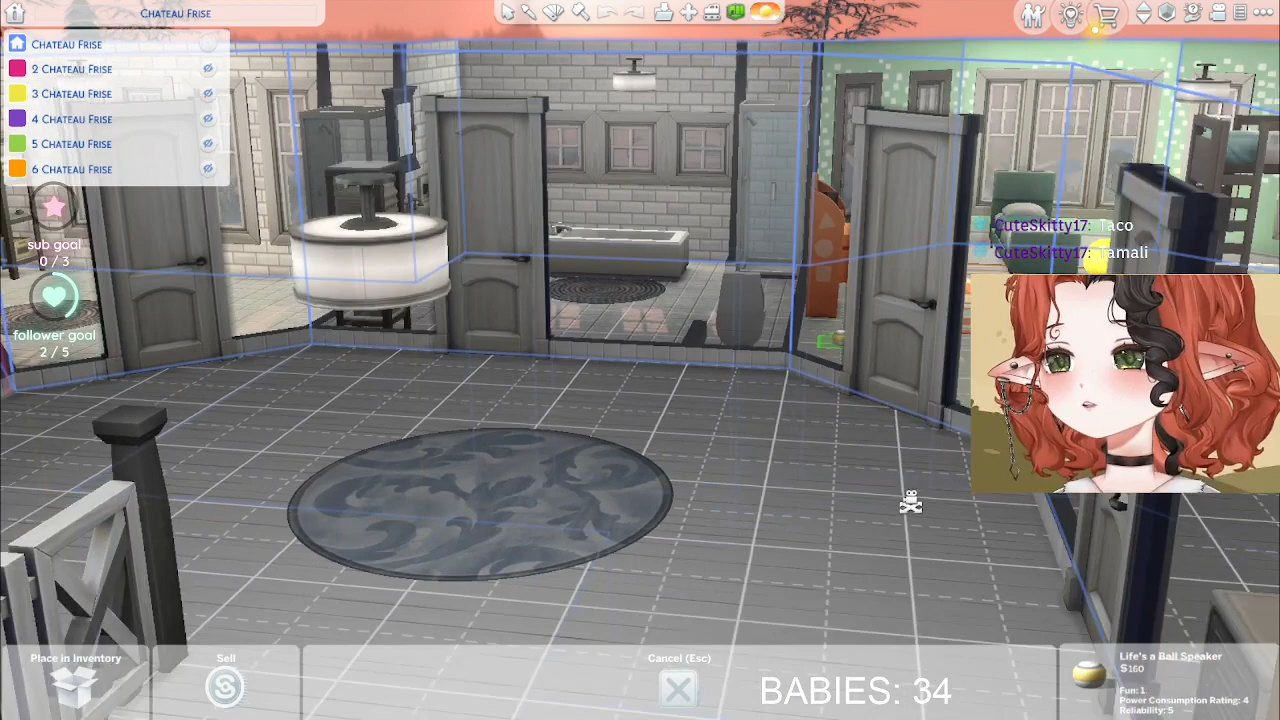 CHATEAU FRISE
CHATEAU FRISE
2 CHATEAU FRISE
3 CHATEAU FRISE
4 CHATEAU FRISE
5 CHATEAU FRISE
6 CHATEAU FRISE
sub goal
0 / 3
follower goal
2 / 5
CuteSkitty17: Taco
CuteSkitty17: Tamali
Place in Inventory
Sell
Cancel (Esc)
BABIES: 34
Life's a Ball Speaker
§160
Fun: 1
Power Consumption Rating: 4
Reliability: 5